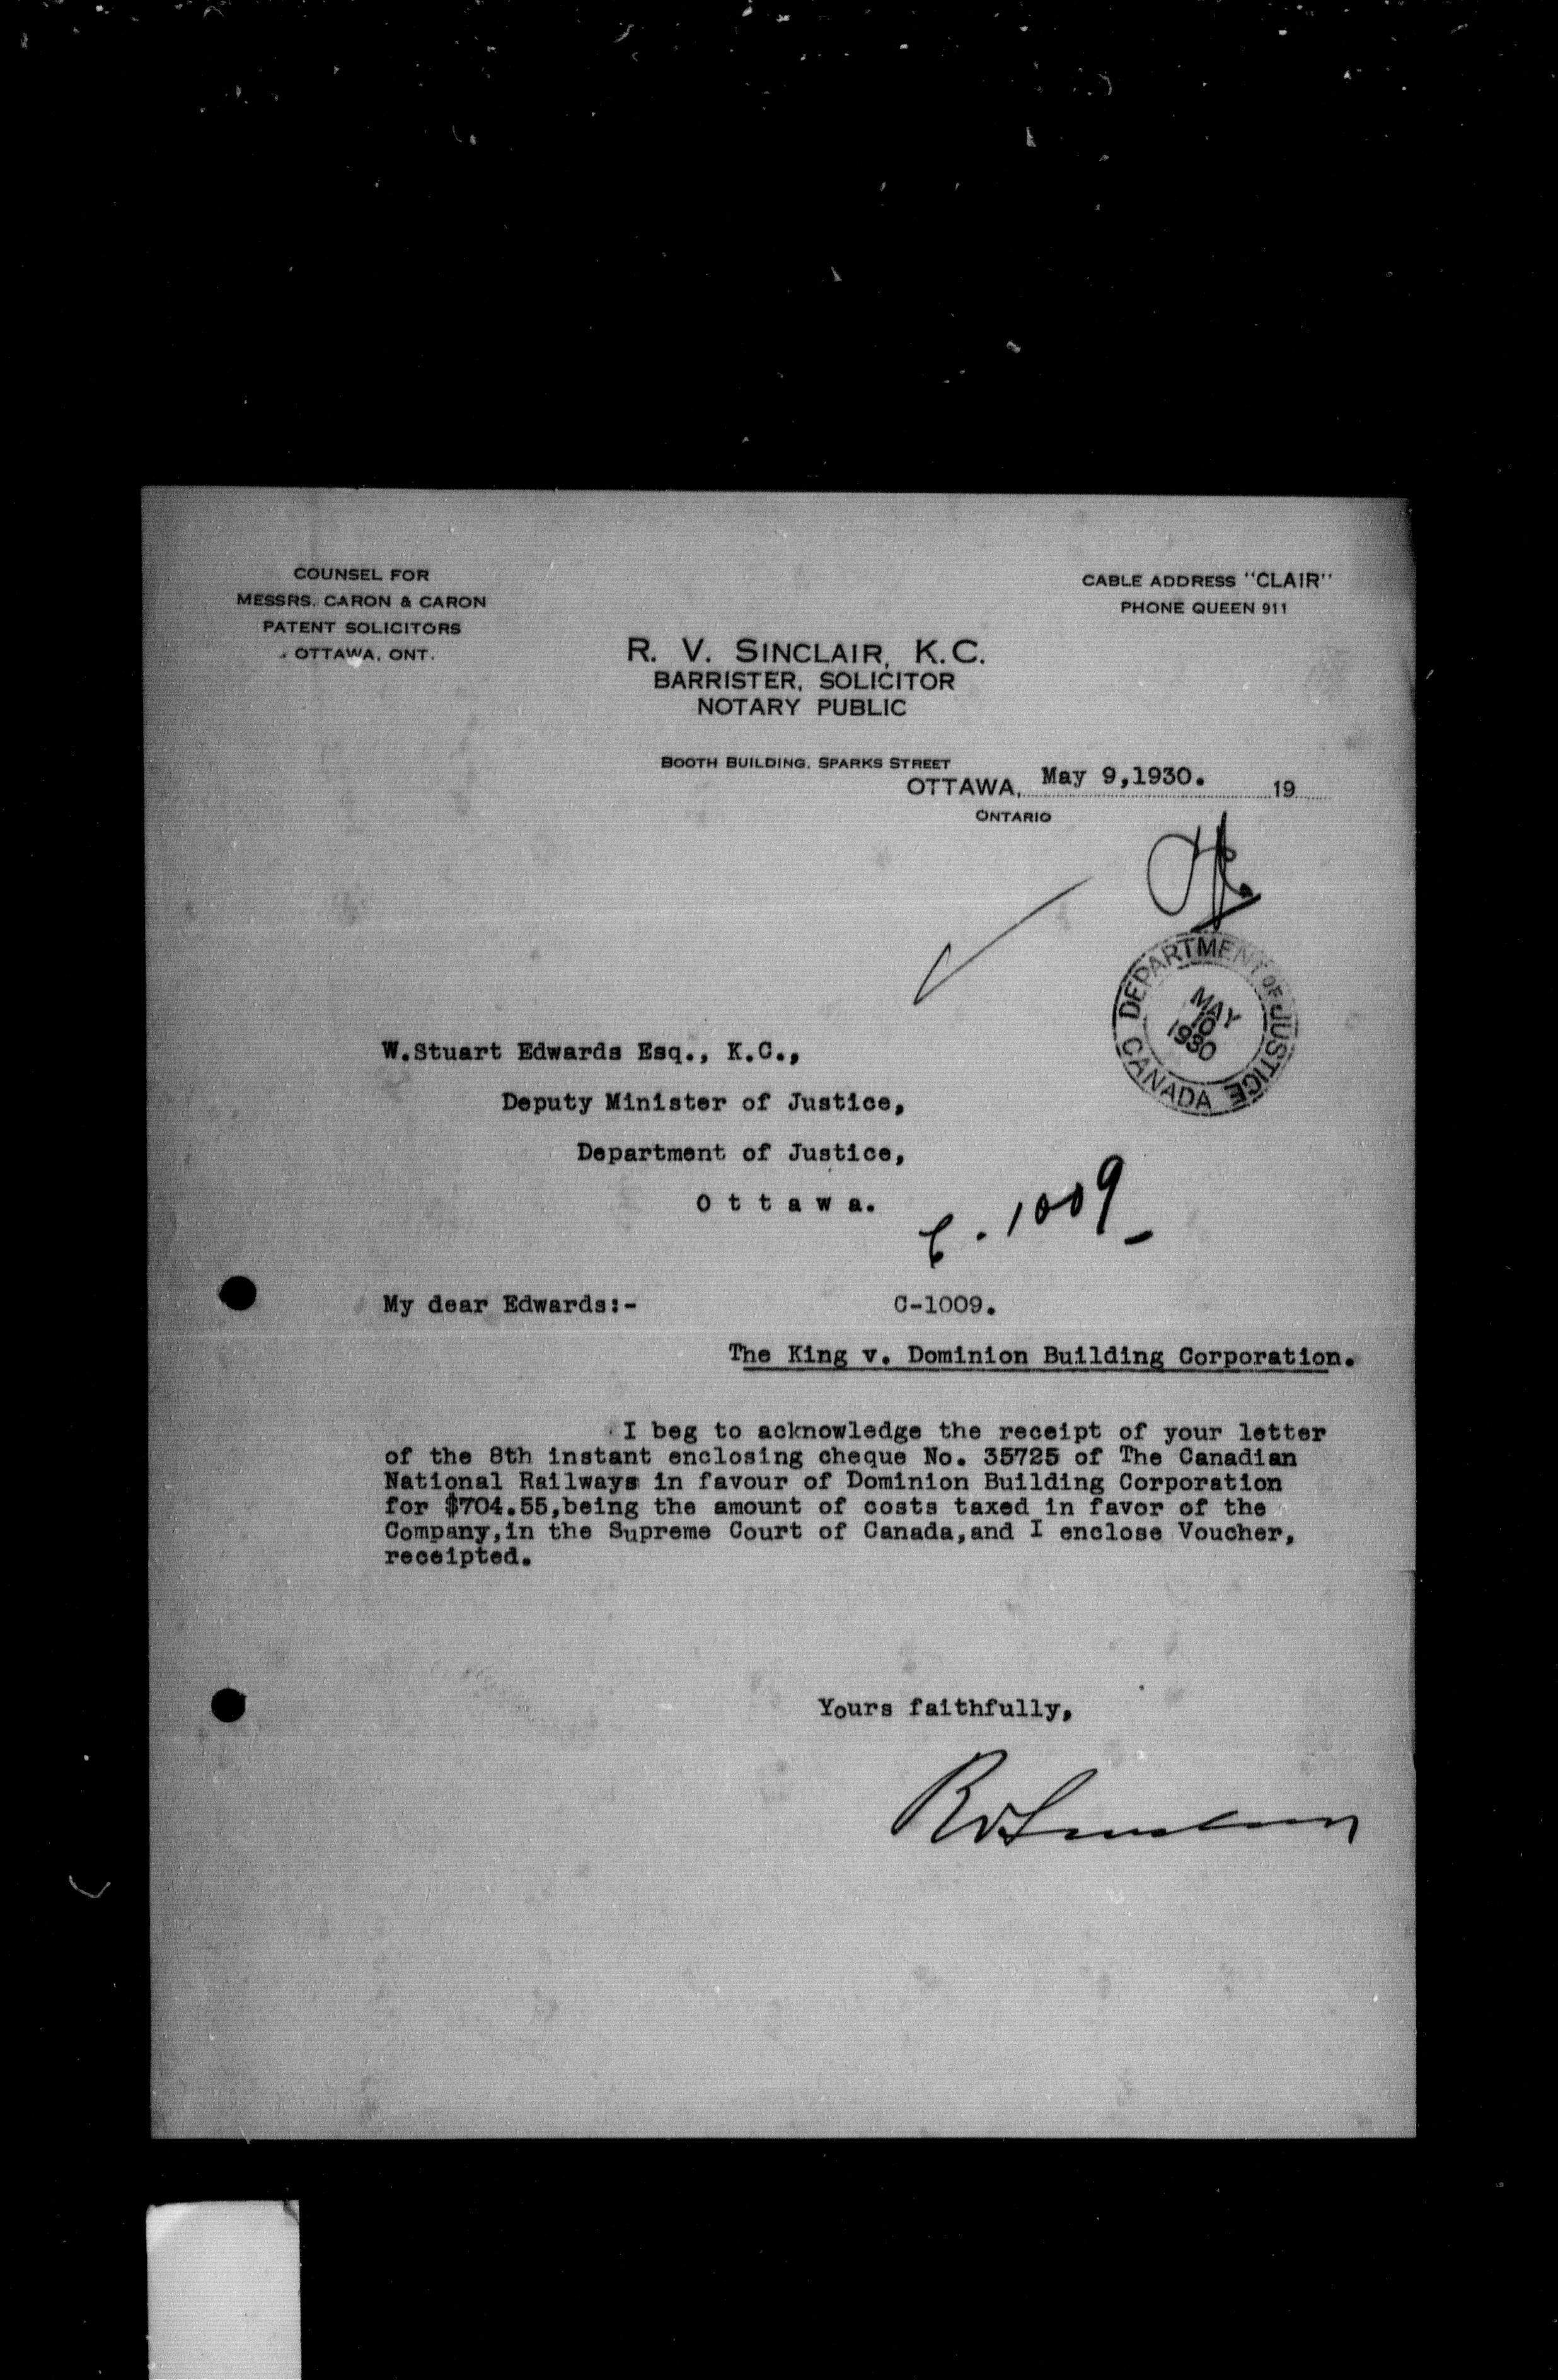 COUNSEL FOR
MESSRS. CARON & CARON
PATENT SOLICITORS
OTTAWA, ONT.
CABLE ADDRESS "CLAIR"
PHONE QUEEN 911
R. V. SINCLAIR, K.C.
BARRISTER, SOLICITOR
NOTARY PUBLIC
BOOTH BUILDING, SPARKS STREET
OTTAWA, May 9,1930. 19
ONTARIO
DEPARTMENT OF JUSTICE
MAY
10
1930
CANADA
W.Stuart Edwards Esq., K.C.,
Deputy Minister of Justice,
Department of Justice,
O t t a w a.
C. 1009
My dear Edwards:- C-1009.
The King v. Dominion Building Corporation.
I beg to acknowledge the receipt of your letter
of the 8th instant enclosing cheque No. 35725 of The Canadian
National Railways in favour of Dominion Building Corporation
for $704.55,being the amount of costs taxed in favor of the
Company,in the Supreme Court of Canada,and I enclose Voucher,
receipted.
Yours faithfully,
RVSinclair